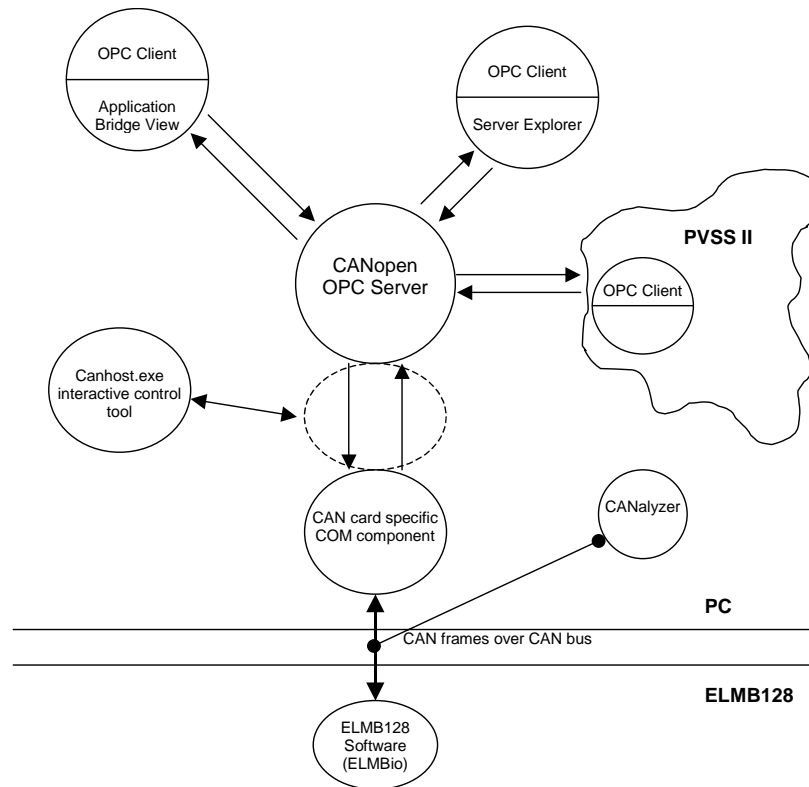 OPC Client
Application
Bridge View
OPC Client
Server Explorer
CANopen
OPC Server
PVSS II
OPC Client
Canhost.exe
interactive control
tool
CAN card specific
COM component
CANalyzer
PC
CAN frames over CAN bus
ELMB128
ELMB128
Software
(ELMBio)